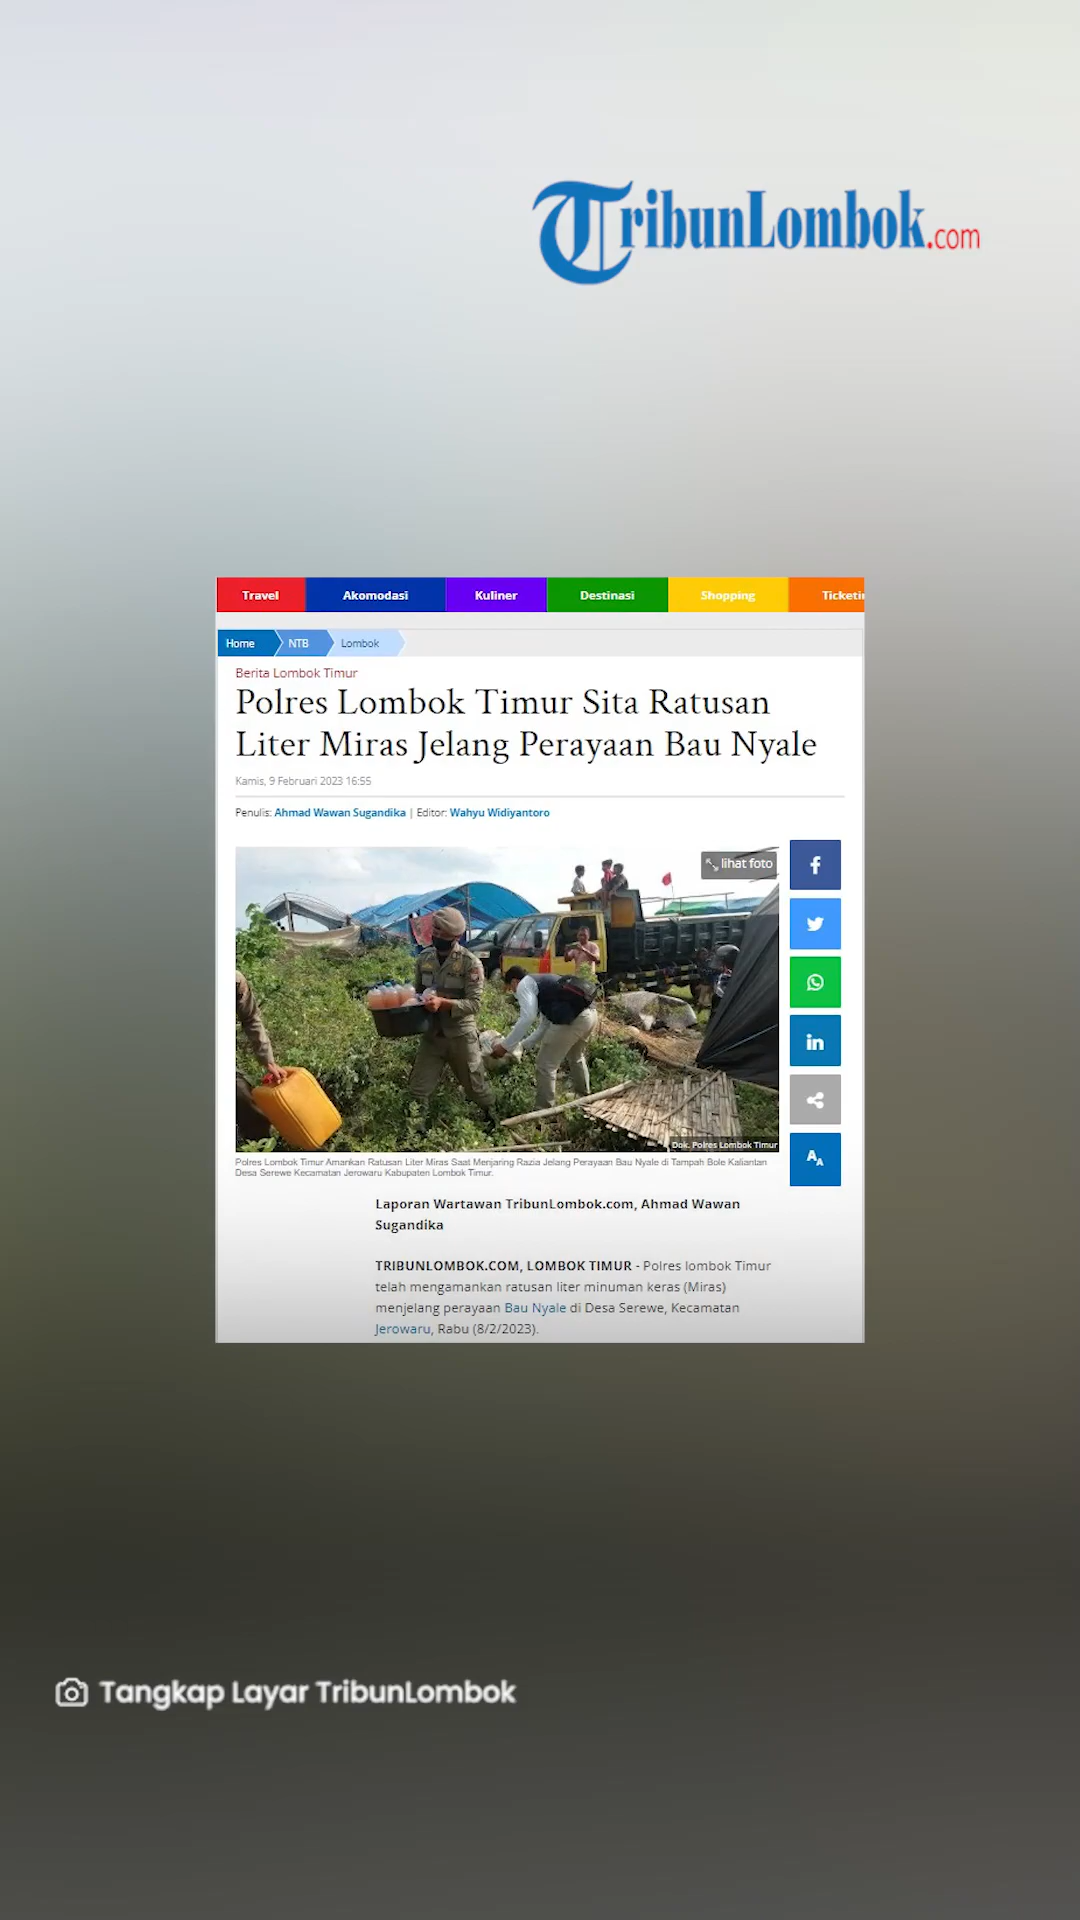 TribunLombok.com
Travel Akomodasi Kuliner Destinasi Shopping
Home NTB Lombok
Berita Lombok Timur
Polres Lombok Timur Sita Ratusan
Liter Miras Jelang Perayaan Bau Nyale
Kamis, 9 Februari 2023 16:55
Penulis: Ahmad Wawan Sugandika | Editor: Wahyu Widiyantoro
lihat foto
Dok. Polres Lombok Timur
Polres Lombok Timur Amankan Ratusan Liter Miras Saat Menjaring Razia Jelang Perayaan Bau Nyale di Tampah Bole Kaliantan
Desa Serewe Kecamatan Jerowaru Kabupaten Lombok Timur.
Laporan Wartawan TribunLombok.com, Ahmad Wawan
Sugandika
TRIBUNLOMBOK.COM, LOMBOK TIMUR - Polres lombok Timur
telah mengamankan ratusan liter minuman keras (Miras)
menjelang perayaan Bau Nyale di Desa Serewe, Kecamatan
Jerowaru, Rabu (8/2/2023).
Tangkap Layar TribunLombok